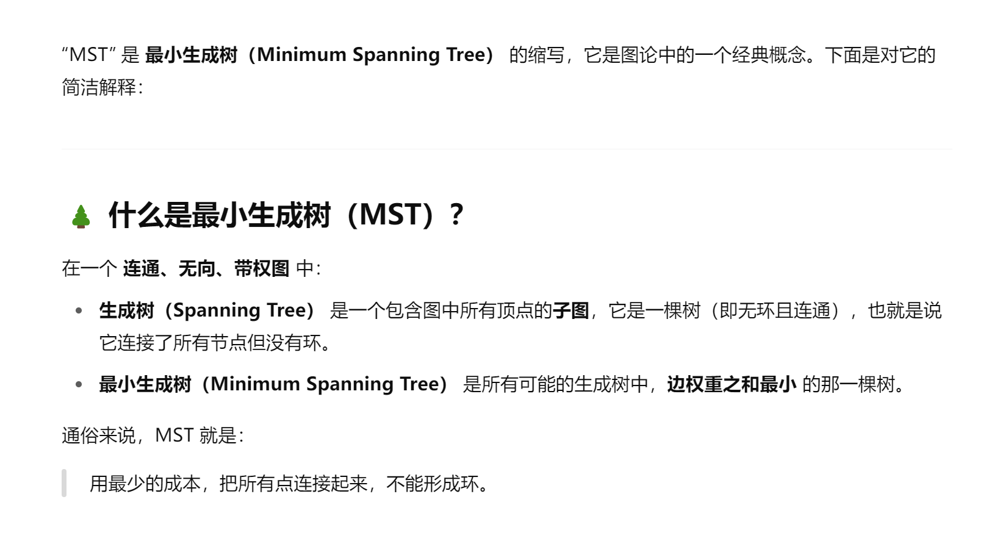 “MST” 是 最小生成树（Minimum Spanning Tree） 的缩写，它是图论中的一个经典概念。下面是对它的
简洁解释：
🌲 什么是最小生成树（MST）？
在一个 连通、无向、带权图 中：
• 生成树（Spanning Tree） 是一个包含图中所有顶点的子图，它是一棵树（即无环且连通），也就是说
它连接了所有节点但没有环。
• 最小生成树（Minimum Spanning Tree） 是所有可能的生成树中，边权重之和最小 的那一棵树。
通俗来说，MST 就是：
用最少的成本，把所有点连接起来，不能形成环。